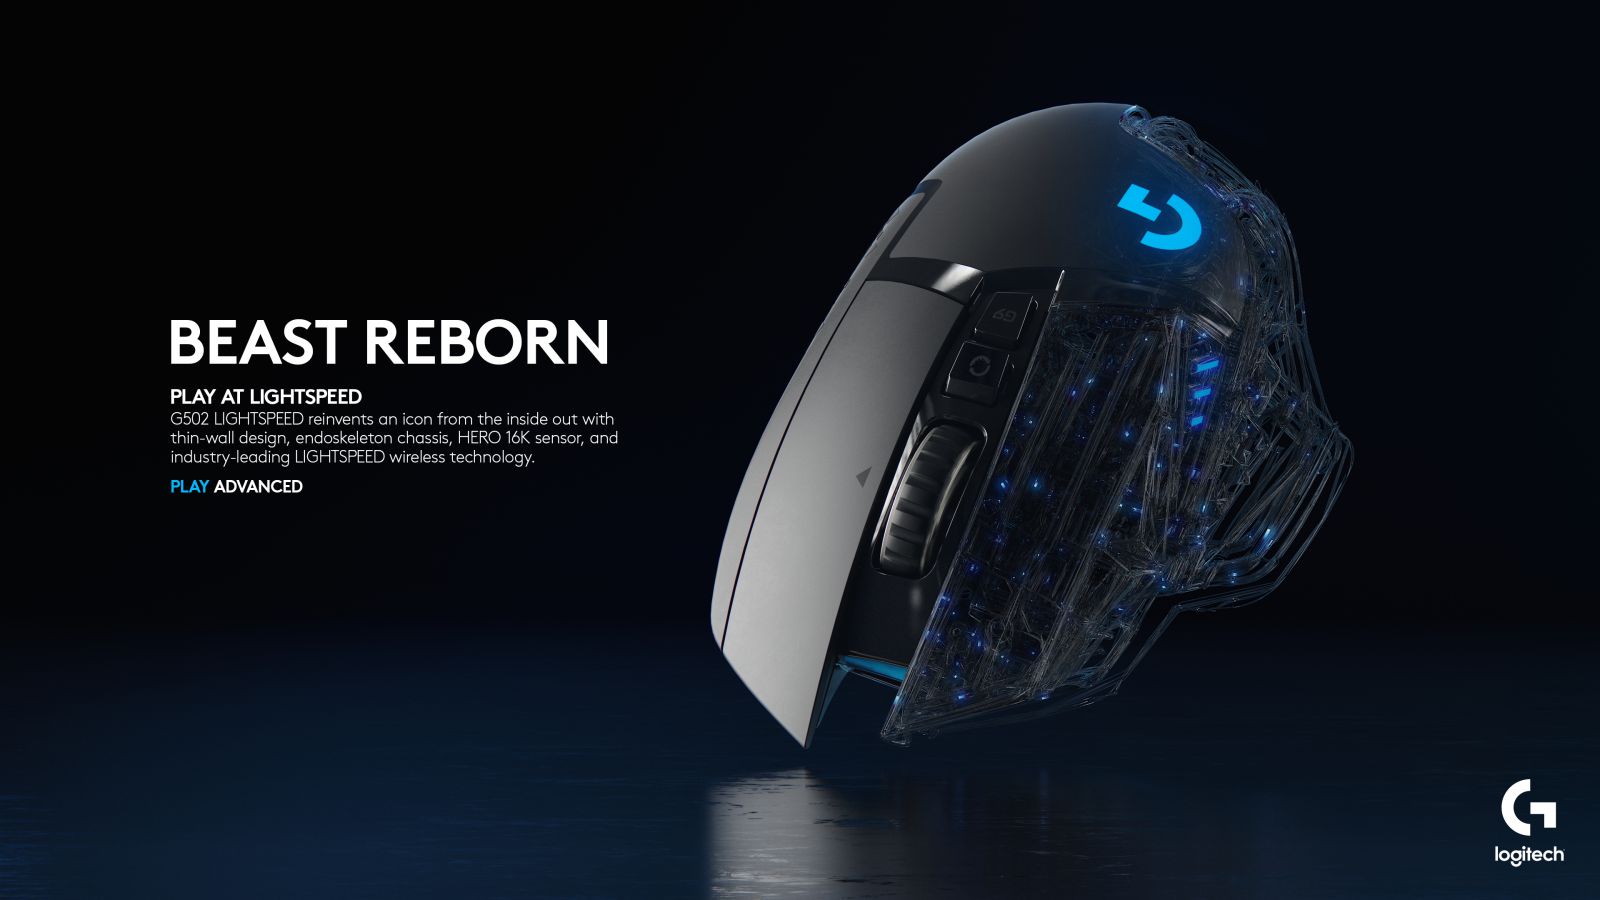 BEAST REBORN
PLAY AT LIGHTSPEED
G502 LIGHTSPEED reinvents an icon from the inside out with
thin-wall design, endoskeleton chassis, HERO 16K sensor, and
industry-leading LIGHTSPEED wireless technology.
PLAY ADVANCED
G9
logitech